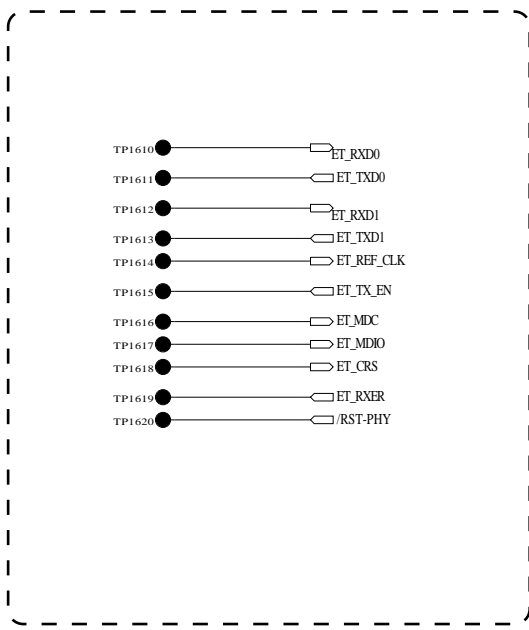 TP1610 ET_RXD0
TP1611 ET_TXD0
TP1612 ET_RXD1
TP1613 ET_TXD1
TP1614 ET_REF_CLK
TP1615 ET_TX_EN
TP1616 ET_MDC
TP1617 ET_MDIO
TP1618 ET_CRS
TP1619 ET_RXER
TP1620 /RST-PHY